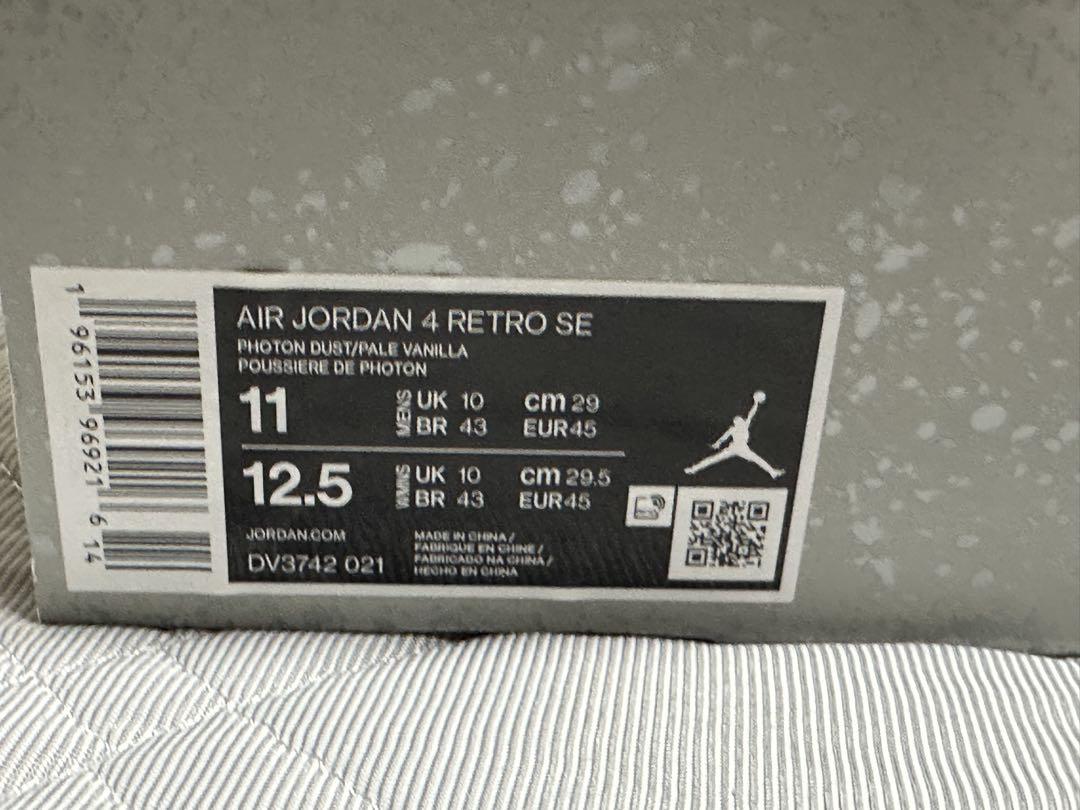 AIR JORDAN 4 RETRO SE
PHOTON DUST/PALE VANILLA
POUSSIERE DE PHOTON
11 MENS UK 10 cm 29
BR 43 EUR45
12.5 WMNS UK 10 cm 29.5
BR 43 EUR45
JORDAN.COM
DV3742 021
MADE IN CHINA/
FABRIQUE EN CHINE/
FABRICADO NA CHINA/
HECHO EN CHINA
1 96153 96921 6 14